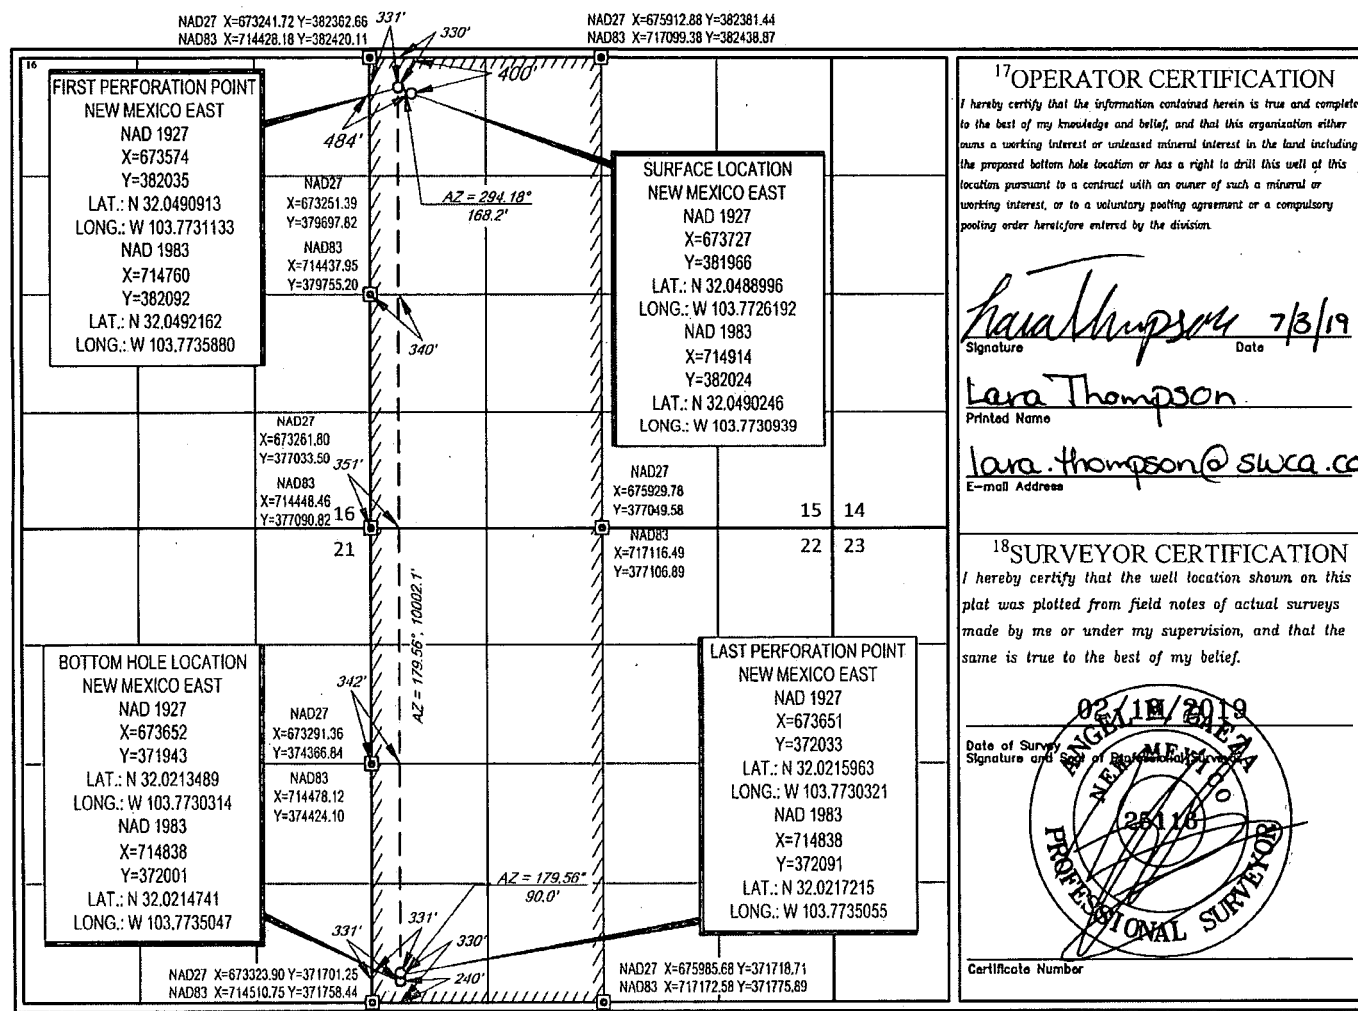 NAD27 X=673241.72 Y=382362.66
NAD83 X=714428.18 Y=382420.11
331'
330'
NAD27 X=675912.88 Y=382381.44
NAD83 X=717099.38 Y=382438.87
16
400'
484'
FIRST PERFORATION POINT
NEW MEXICO EAST
NAD 1927
X=673574
Y=382035
LAT.: N 32.0490913
LONG.: W 103.7731133
NAD 1983
X=714760
Y=382092
LAT.: N 32.0492162
LONG.: W 103.7735880
NAD27
X=673251.39
Y=379697.82
NAD83
X=714437.95
Y=379755.20
AZ = 294.18°
168.2'
340'
SURFACE LOCATION
NEW MEXICO EAST
NAD 1927
X=673727
Y=381966
LAT.: N 32.0488996
LONG.: W 103.7726192
NAD 1983
X=714914
Y=382024
LAT.: N 32.0490246
LONG.: W 103.7730939
NAD27
X=673261.80
Y=377033.50
NAD83
X=714448.46
Y=377090.82
351'
16
21
NAD27
X=675929.78
Y=377049.58
NAD83
X=717116.49
Y=377106.89
15 14
22 23
AZ = 179.56°, 10002.1'
BOTTOM HOLE LOCATION
NEW MEXICO EAST
NAD 1927
X=673652
Y=371943
LAT.: N 32.0213489
LONG.: W 103.7730314
NAD 1983
X=714838
Y=372001
LAT.: N 32.0214741
LONG.: W 103.7735047
342'
NAD27
X=673291.36
Y=374366.84
NAD83
X=714478.12
Y=374424.10
LAST PERFORATION POINT
NEW MEXICO EAST
NAD 1927
X=673651
Y=372033
LAT.: N 32.0215963
LONG.: W 103.7730321
NAD 1983
X=714838
Y=372091
LAT.: N 32.0217215
LONG.: W 103.7735055
AZ = 179.56°
90.0'
331'
331'
330'
240'
NAD27 X=673323.90 Y=371701.25
NAD83 X=714510.75 Y=371758.44
NAD27 X=675985.68 Y=371718.71
NAD83 X=717172.58 Y=371775.89
17 OPERATOR CERTIFICATION
I hereby certify that the information contained herein is true and complete
to the best of my knowledge and belief, and that this organization either
owns a working interest or unleased mineral interest in the land including
the proposed bottom hole location or has a right to drill this well at this
location pursuant to a contract with an owner of such a mineral or
working interest, or to a voluntary pooling agreement or a compulsory
pooling order heretofore entered by the division.
Lara Thompson 7/3/19
Signature Date
Lara Thompson
Printed Name
lara.thompson@swca.co
E-mail Address
18 SURVEYOR CERTIFICATION
I hereby certify that the well location shown on this
plat was plotted from field notes of actual surveys
made by me or under my supervision, and that the
same is true to the best of my belief.
02/19/2019
Date of Survey
Signature and Seal of Professional Surveyor
ANGEL M. BAEZA
NEW MEXICO
25116
PROFESSIONAL SURVEYOR
Certificate Number